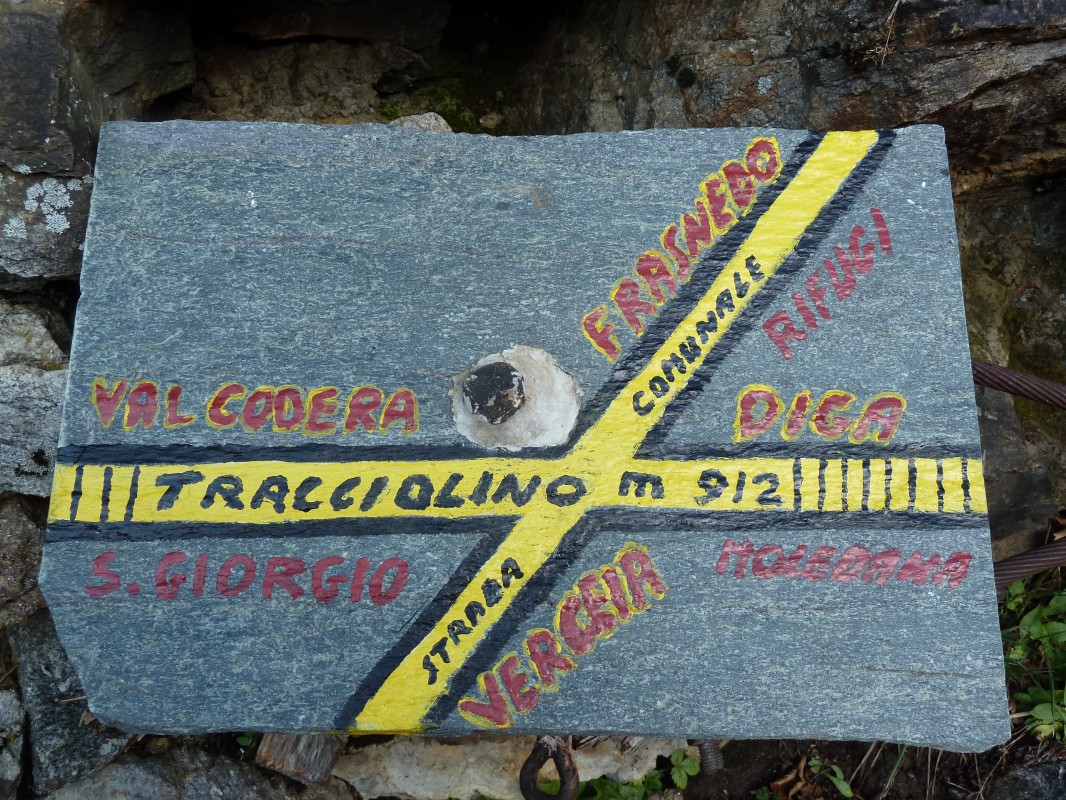 FRASNEDO
RIFUGI
COMUNALE
VAL CODERA
DIGA
TRACCIOLINO m 912
S. GIORGIO
MOLEDANA
STRADA
VERCEIA